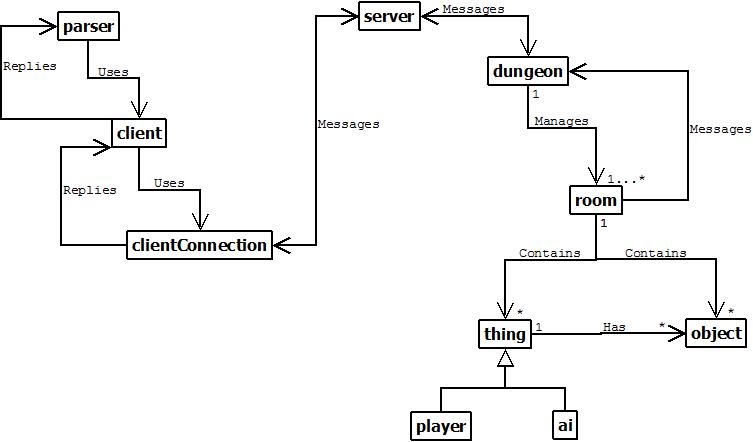 parser
server
Messages
Replies
Uses
dungeon
1
client
Messages
Manages
Messages
Replies
Uses
1...*
room
1
clientConnection
Contains
Contains
*
*
thing
1
Has
*
object
player
ai